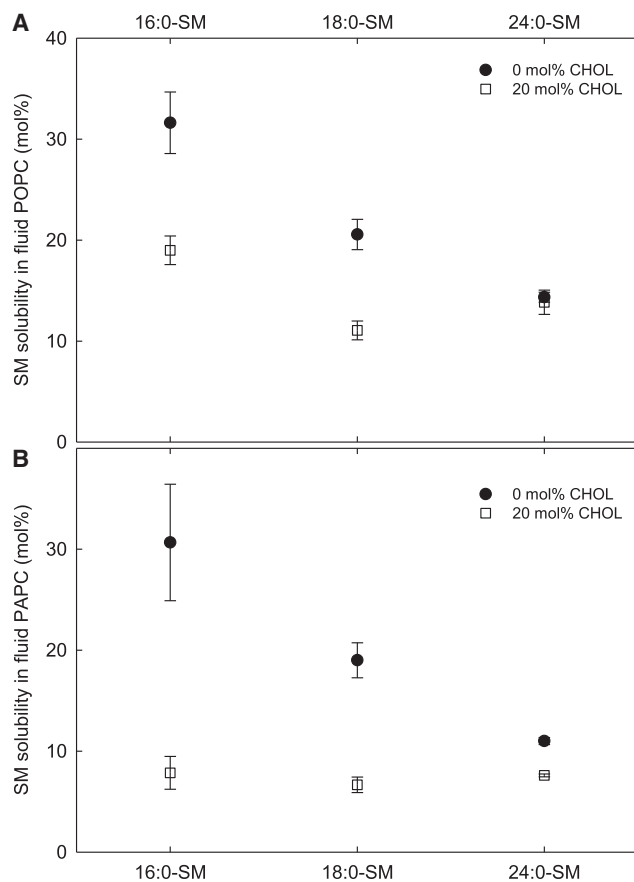 A
16:0-SM 18:0-SM 24:0-SM
40
30
20
10
0
SM solubility in fluid POPC (mol%)
0 mol% CHOL
20 mol% CHOL
B
30
20
10
0
SM solubility in fluid PAPC (mol%)
0 mol% CHOL
20 mol% CHOL
16:0-SM 18:0-SM 24:0-SM